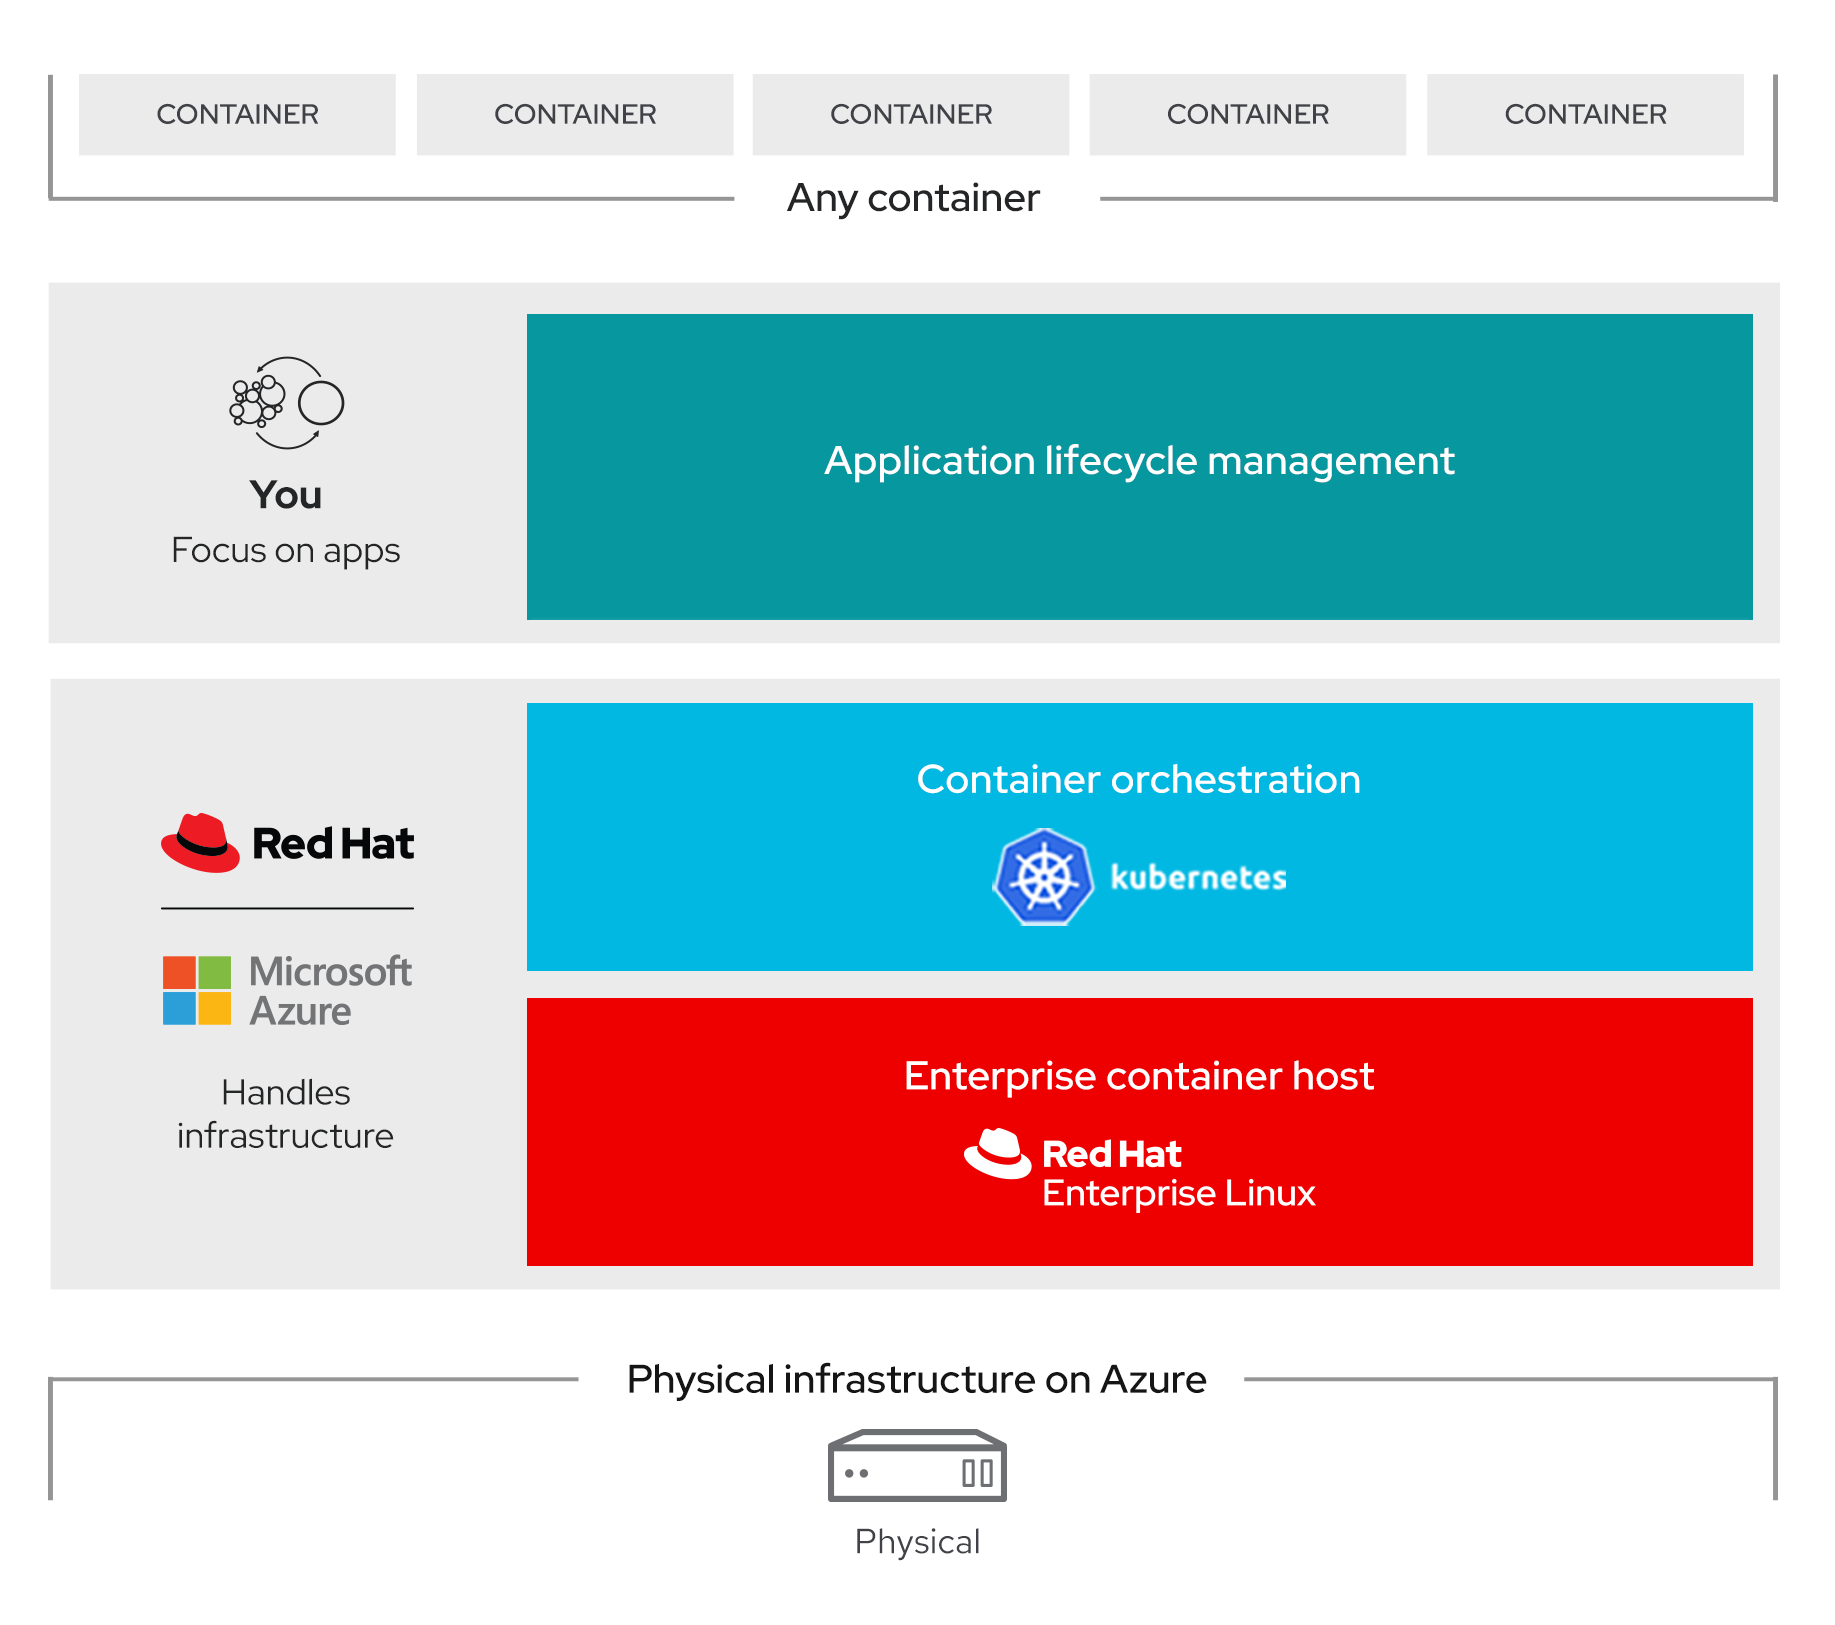 CONTAINER CONTAINER CONTAINER CONTAINER CONTAINER
Any container
You
Focus on apps
Application lifecycle management
Red Hat
Microsoft
Azure
Handles
infrastructure
Container orchestration
kubernetes
Enterprise container host
Red Hat
Enterprise Linux
Physical infrastructure on Azure
Physical